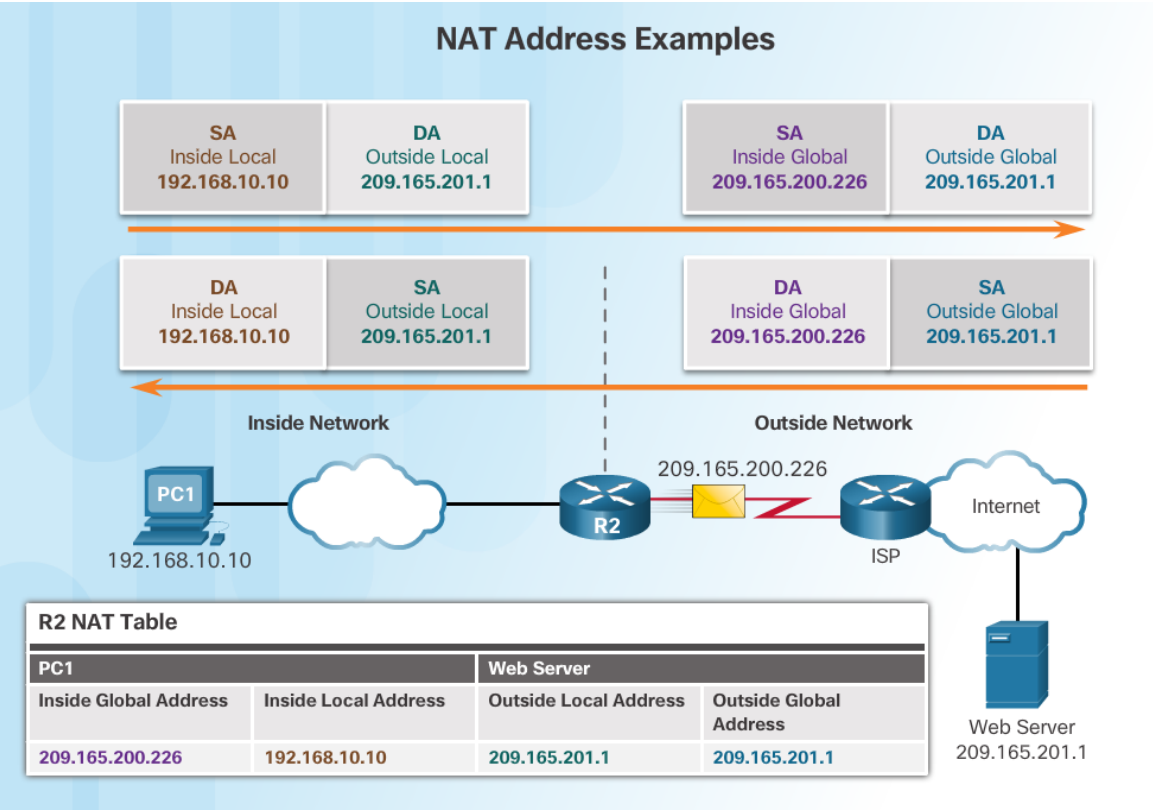 NAT Address Examples
SA
Inside Local
192.168.10.10
DA
Outside Local
209.165.201.1
SA
Inside Global
209.165.200.226
DA
Outside Global
209.165.201.1
DA
Inside Local
192.168.10.10
SA
Outside Local
209.165.201.1
DA
Inside Global
209.165.200.226
SA
Outside Global
209.165.201.1
Inside Network
Outside Network
PC1
192.168.10.10
R2
209.165.200.226
ISP
Internet
Web Server
209.165.201.1
R2 NAT Table
PC1
Web Server
Inside Global Address
Inside Local Address
Outside Local Address
Outside Global
Address
209.165.200.226
192.168.10.10
209.165.201.1
209.165.201.1